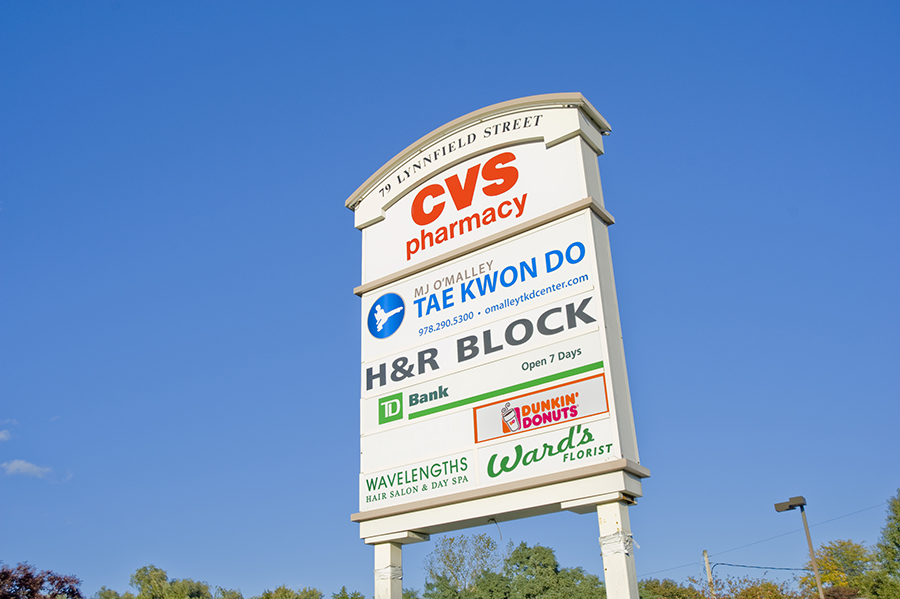 79 LYNNFIELD STREET
CVS
pharmacy
MJ O'MALLEY
TAE KWON DO
978.290.5300 • omalleytkdcenter.com
H&R BLOCK
TD Bank
Open 7 Days
DUNKIN'
DONUTS
WAVELENGTHS
HAIR SALON & DAY SPA
Ward's
FLORIST